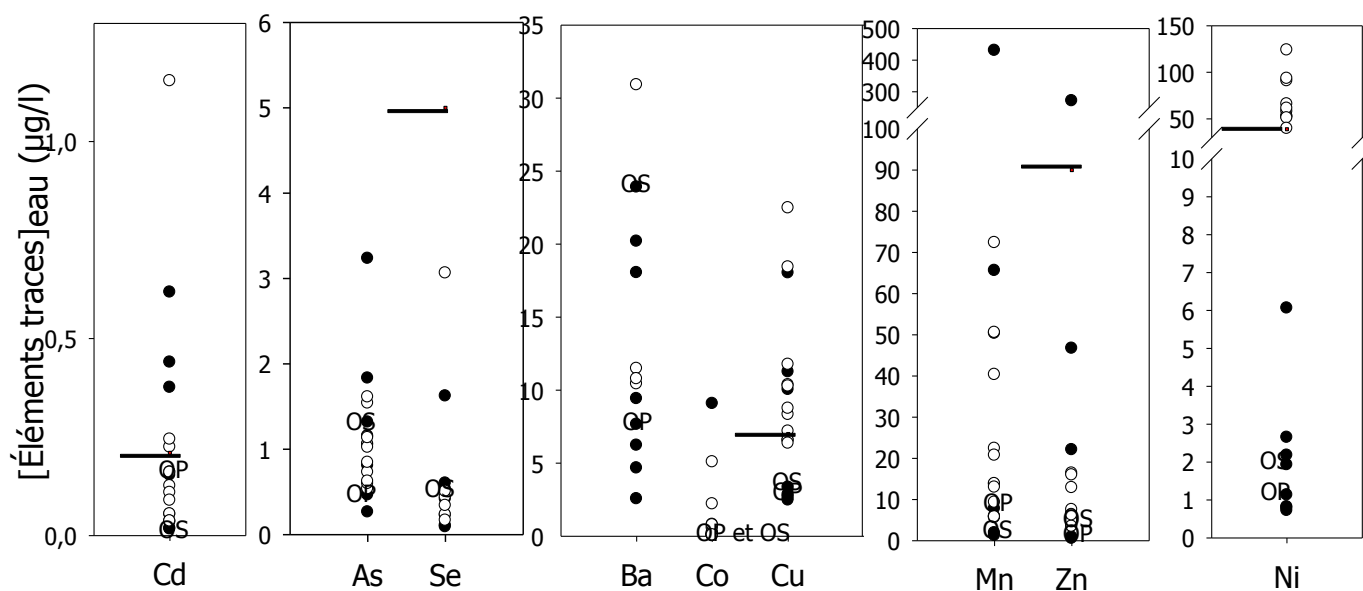 [Éléments traces]eau (µg/l)
1,0
0,5
0,0
OP
OS
Cd
6
5
4
3
2
1
0
OS
OP
OS
As
Se
35
30
25
20
15
10
5
0
OS
OP
OP et OS
OS
OP
Ba
Co
Cu
500
400
300
100
90
80
70
60
50
40
30
20
10
0
OP
OS
OS
OP
Mn
Zn
150
100
50
10
9
8
7
6
5
4
3
2
1
0
OS
OP
Ni